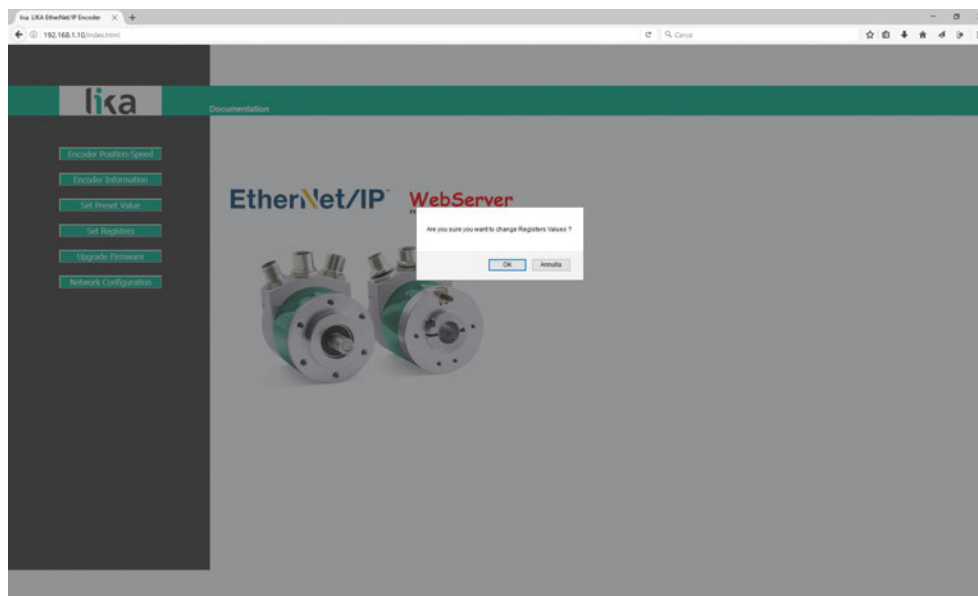 lika LIKA EtherNet/IP Encoder
192.168.1.10/index.html
Cerca
lika
Documentation
Encoder Position-Speed
Encoder Information
Set Preset Value
Set Registers
Upgrade Firmware
Network Configuration
EtherNet/IP
WebServer
Are you sure you want to change Registers Values ?
OK
Annulla